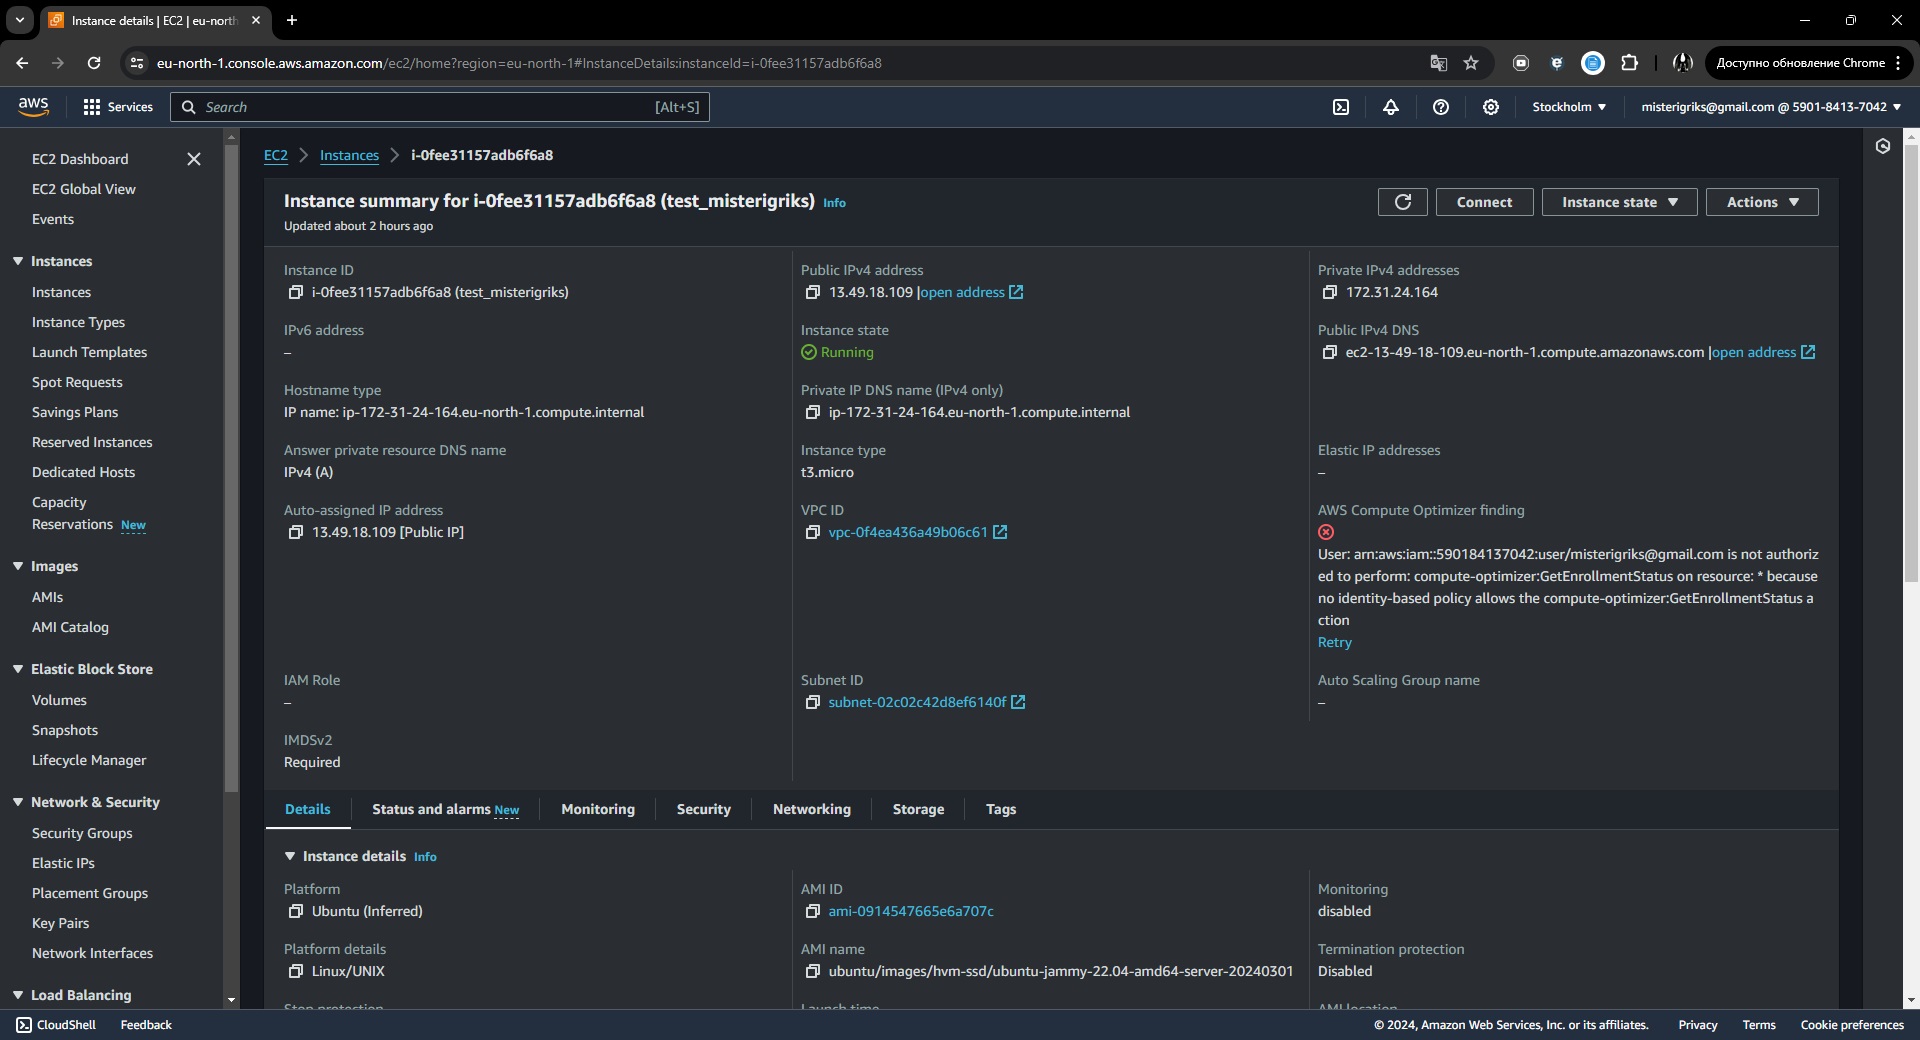 Instance details | EC2 | eu-north
eu-north-1.console.aws.amazon.com/ec2/home?region=eu-north-1#InstanceDetails:instanceId=i-0fee31157adb6f6a8
Доступно обновление Chrome
aws
Services
Search
[Alt+S]
Stockholm
misterigriks@gmail.com @ 5901-8413-7042
EC2 Dashboard
EC2 Global View
Events
Instances
Instances
Instance Types
Launch Templates
Spot Requests
Savings Plans
Reserved Instances
Dedicated Hosts
Capacity
Reservations New
Images
AMIs
AMI Catalog
Elastic Block Store
Volumes
Snapshots
Lifecycle Manager
Network & Security
Security Groups
Elastic IPs
Placement Groups
Key Pairs
Network Interfaces
Load Balancing
EC2
Instances
i-0fee31157adb6f6a8
Instance summary for i-0fee31157adb6f6a8 (test_misterigriks) Info
Updated about 2 hours ago
Connect
Instance state
Actions
Instance ID
i-0fee31157adb6f6a8 (test_misterigriks)
Public IPv4 address
13.49.18.109 |open address
Private IPv4 addresses
172.31.24.164
IPv6 address
–
Instance state
Running
Public IPv4 DNS
ec2-13-49-18-109.eu-north-1.compute.amazonaws.com |open address
Hostname type
IP name: ip-172-31-24-164.eu-north-1.compute.internal
Private IP DNS name (IPv4 only)
ip-172-31-24-164.eu-north-1.compute.internal
Answer private resource DNS name
IPv4 (A)
Instance type
t3.micro
Elastic IP addresses
–
Auto-assigned IP address
13.49.18.109 [Public IP]
VPC ID
vpc-0f4ea436a49b06c61
AWS Compute Optimizer finding
User: arn:aws:iam::590184137042:user/misterigriks@gmail.com is not authoriz
ed to perform: compute-optimizer:GetEnrollmentStatus on resource: * because
no identity-based policy allows the compute-optimizer:GetEnrollmentStatus a
ction
Retry
IAM Role
–
Subnet ID
subnet-02c02c42d8ef6140f
Auto Scaling Group name
–
IMDSv2
Required
Details
Status and alarms New
Monitoring
Security
Networking
Storage
Tags
Instance details Info
Platform
Ubuntu (Inferred)
AMI ID
ami-0914547665e6a707c
Monitoring
disabled
Platform details
Linux/UNIX
AMI name
ubuntu/images/hvm-ssd/ubuntu-jammy-22.04-amd64-server-20240301
Termination protection
Disabled
Stop protection
Launch time
AMI location
CloudShell
Feedback
© 2024, Amazon Web Services, Inc. or its affiliates.
Privacy
Terms
Cookie preferences